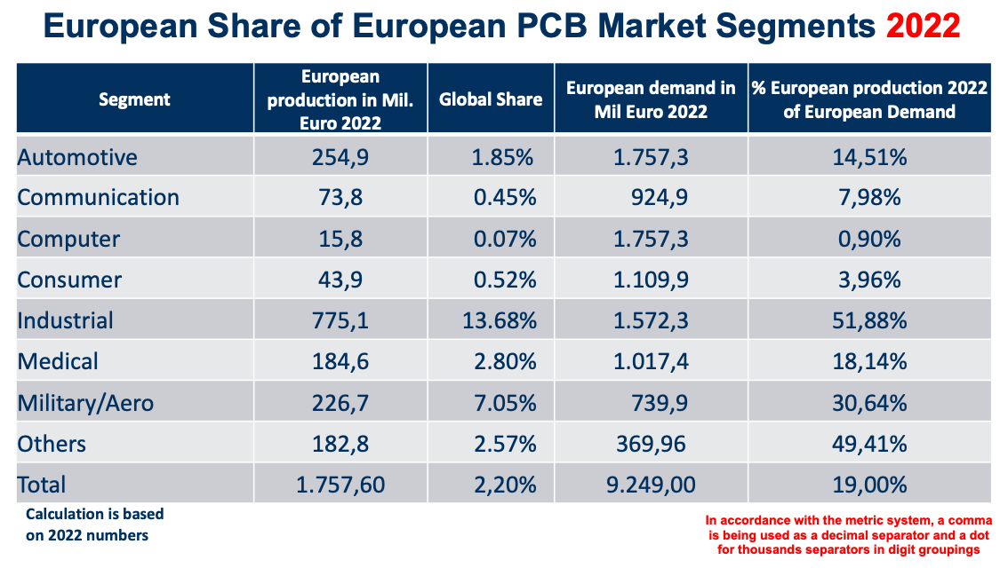 European Share of European PCB Market Segments 2022
Segment
European
production in Mil.
Euro 2022
Global Share
European demand in
Mil Euro 2022
% European production 2022
of European Demand
Automotive 254,9 1.85% 1.757,3 14,51%
Communication 73,8 0.45% 924,9 7,98%
Computer 15,8 0.07% 1.757,3 0,90%
Consumer 43,9 0.52% 1.109,9 3,96%
Industrial 775,1 13.68% 1.572,3 51,88%
Medical 184,6 2.80% 1.017,4 18,14%
Military/Aero 226,7 7.05% 739,9 30,64%
Others 182,8 2.57% 369,96 49,41%
Total 1.757,60 2,20% 9.249,00 19,00%
Calculation is based
on 2022 numbers
In accordance with the metric system, a comma
is being used as a decimal separator and a dot
for thousands separators in digit groupings